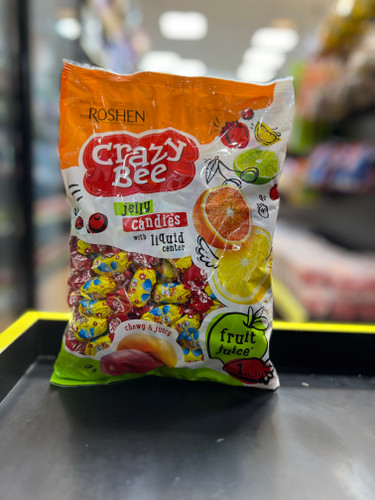 ROSHEN
Crazy
Bee
jelly
candies
with liquid
center
chewy & juicy
fruit
juice